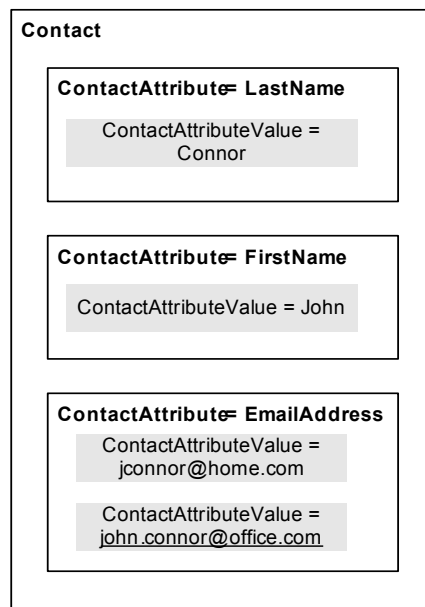 Contact
ContactAttribute= LastName
ContactAttributeValue =
Connor
ContactAttribute= FirstName
ContactAttributeValue = John
ContactAttribute= EmailAddress
ContactAttributeValue =
jconnor@home.com
ContactAttributeValue =
john.connor@office.com